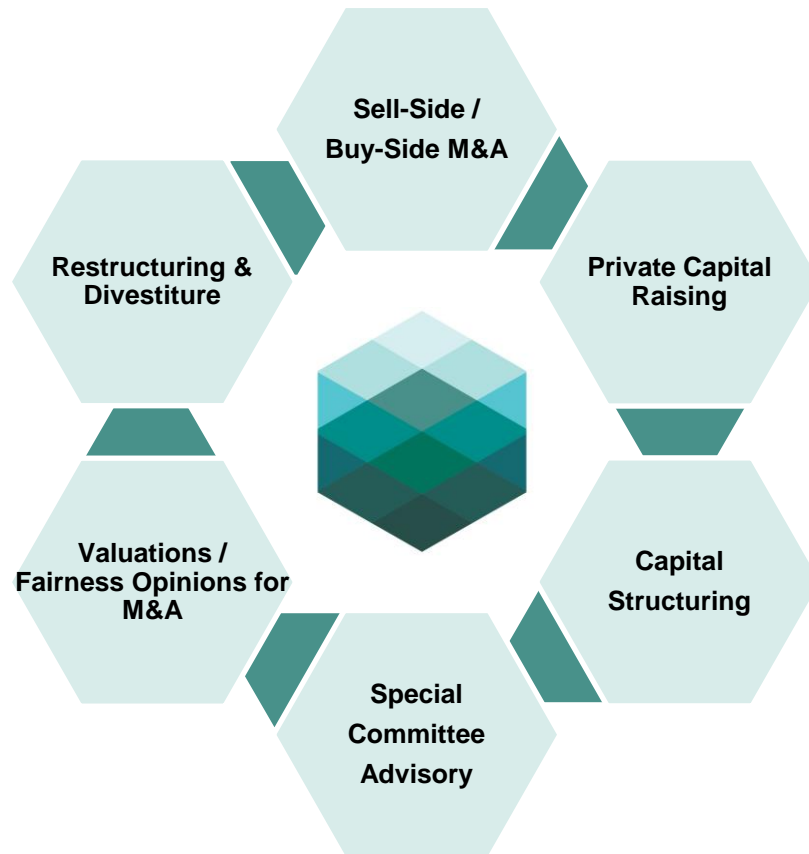 Sell-Side /
Buy-Side M&A
Private Capital
Raising
Capital
Structuring
Special
Committee
Advisory
Valuations /
Fairness Opinions for
M&A
Restructuring &
Divestiture